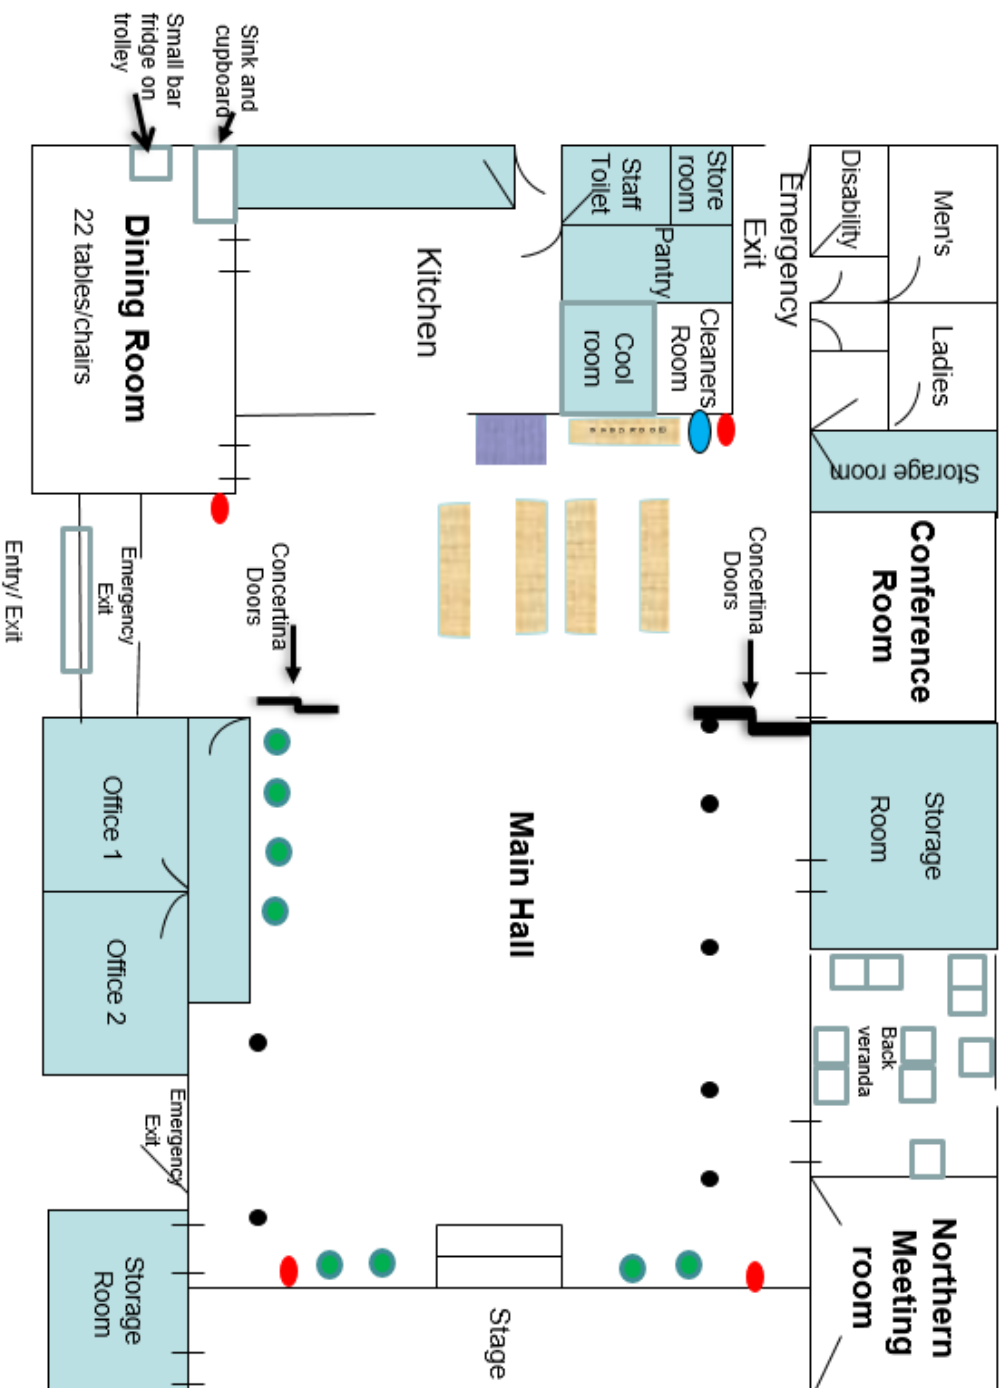 Sink and
cupboard
Small bar
fridge on
trolley
Men's
Disability
Emergency
Exit
Store
room
Staff
Toilet
Pantry
Ladies
Cleaners
Room
Cool
room
Kitchen
Dining Room
22 tables/chairs
Storage room
Conference
Room
Concertina
Doors
Concertina
Doors
Emergency
Exit
Entry/ Exit
Storage
Room
Main Hall
Office 1
Office 2
Back
veranda
Emergency
Exit
Northern
Meeting
room
Storage
Room
Stage